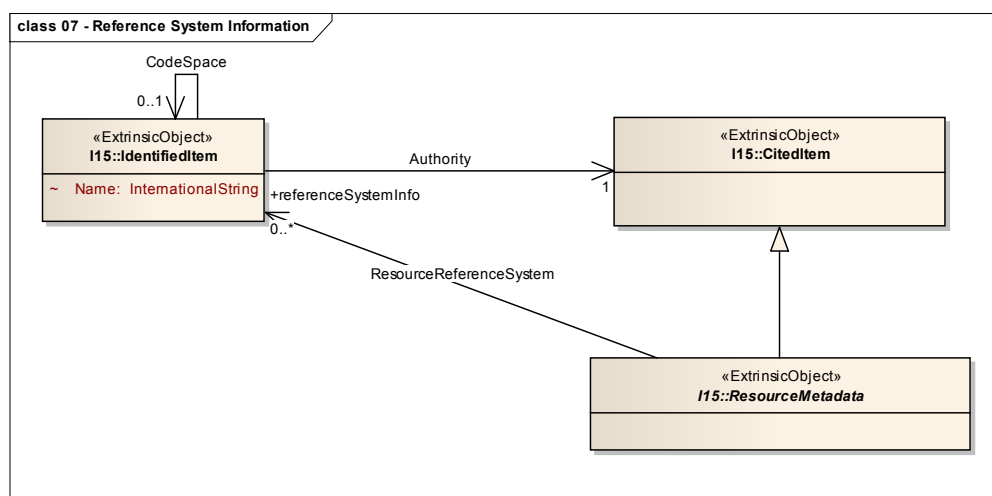 class 07 - Reference System Information
CodeSpace
0..1
«ExtrinsicObject»
I15::IdentifiedItem
~ Name: InternationalString
Authority
1
«ExtrinsicObject»
I15::CitedItem
+referenceSystemInfo
0..*
ResourceReferenceSystem
«ExtrinsicObject»
I15::ResourceMetadata